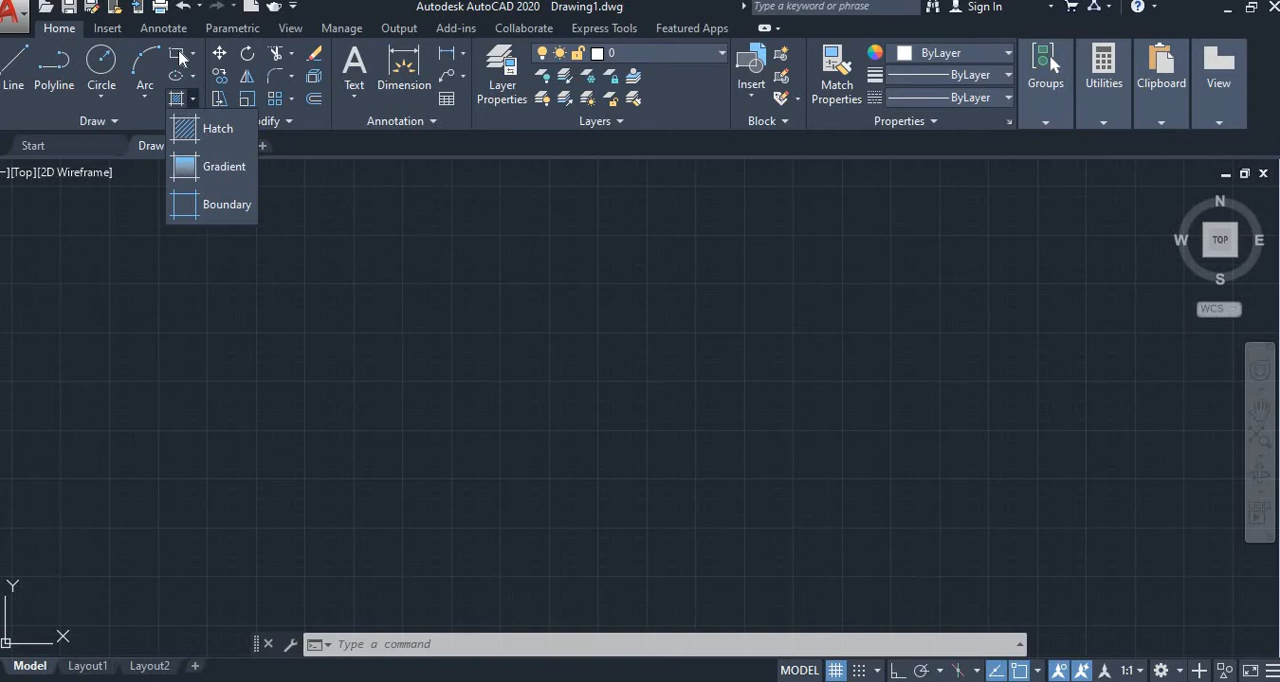 Autodesk AutoCAD 2020 Drawing1.dwg
Type a keyword or phrase
Sign In
Home Insert Annotate Parametric View Manage Output Add-ins Collaborate Express Tools Featured Apps
Line Polyline Circle Arc
Text Dimension
Layer Properties
0
Insert
Match Properties
ByLayer
ByLayer
ByLayer
Groups Utilities Clipboard View
Draw
odify
Annotation
Layers
Block
Properties
Hatch
Gradient
Boundary
Start
Draw
−][Top][2D Wireframe]
N
W TOP E
S
WCS
Y
X
Type a command
Model Layout1 Layout2
MODEL
1:1